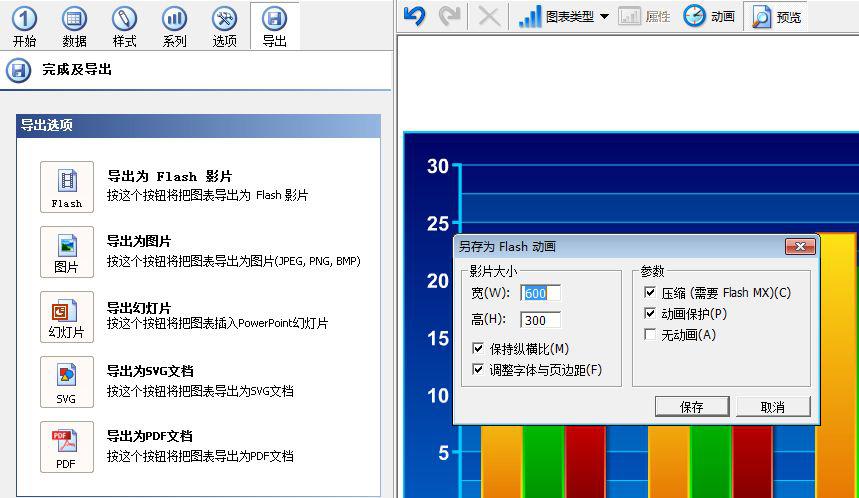 开始 数据 样式 系列 选项 导出
图表类型 属性 动画 预览
完成及导出
导出选项
Flash
导出为 Flash 影片
按这个按钮将把图表导出为 Flash 影片
图片
导出为图片
按这个按钮将把图表导出为图片(JPEG, PNG, BMP)
幻灯片
导出幻灯片
按这个按钮将把图表插入PowerPoint幻灯片
SVG
导出为SVG文档
按这个按钮将把图表导出为SVG文档
PDF
PDF
导出为PDF文档
按这个按钮将把图表导出为PDF文档
30
25
20
15
10
5
另存为 Flash 动画
影片大小
宽(W): 600
高(H): 300
保持纵横比(M)
调整字体与页边距(F)
参数
压缩 (需要 Flash MX)(C)
动画保护(P)
无动画(A)
保存 取消